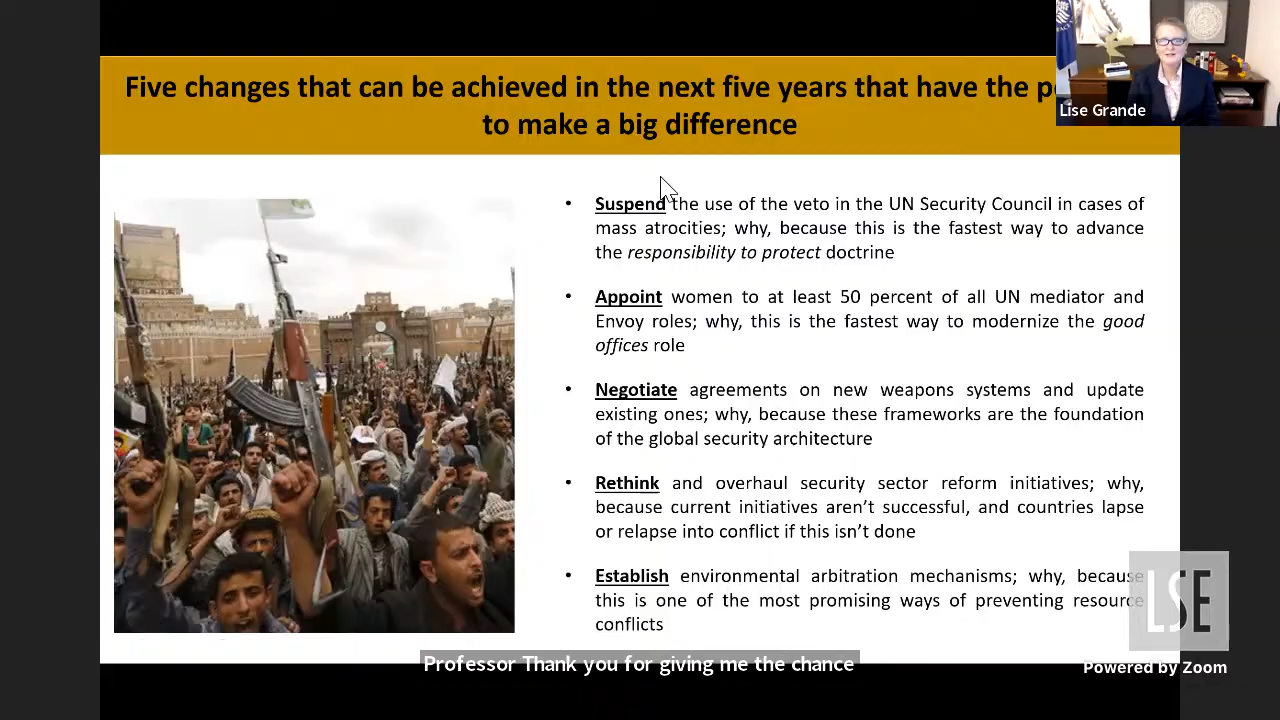 Five changes that can be achieved in the next five years that have the
to make a big difference
Lise Grande
Suspend the use of the veto in the UN Security Council in cases of
mass atrocities; why, because this is the fastest way to advance
the responsibility to protect doctrine
Appoint women to at least 50 percent of all UN mediator and
Envoy roles; why, this is the fastest way to modernize the good
offices role
Negotiate agreements on new weapons systems and update
existing ones; why, because these frameworks are the foundation
of the global security architecture
Rethink and overhaul security sector reform initiatives; why,
because current initiatives aren't successful, and countries lapse
or relapse into conflict if this isn't done
Establish environmental arbitration mechanisms; why, because
this is one of the most promising ways of preventing resource
conflicts
LSE
Professor Thank you for giving me the chance
Powered by Zoom